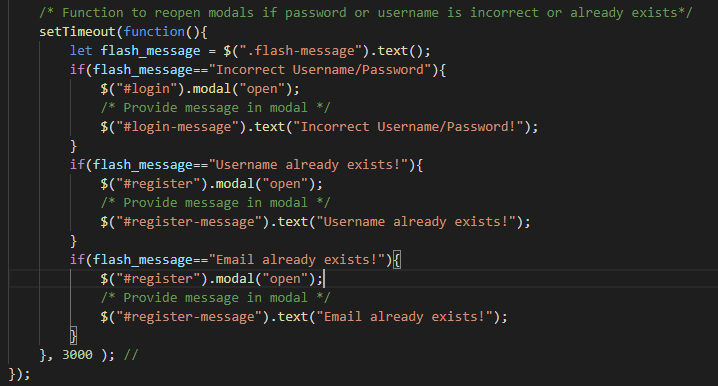 /* Function to reopen modals if password or username is incorrect or already exists*/
setTimeout(function(){
let flash_message = $(".flash-message").text();
if(flash_message=="Incorrect Username/Password"){
$("#login").modal("open");
/* Provide message in modal */
$("#login-message").text("Incorrect Username/Password!");
}
if(flash_message=="Username already exists!"){
$("#register").modal("open");
/* Provide message in modal */
$("#register-message").text("Username already exists!");
}
if(flash_message=="Email already exists!"){
$("#register").modal("open");
/* Provide message in modal */
$("#register-message").text("Email already exists!");
}
}, 3000 ); //
});